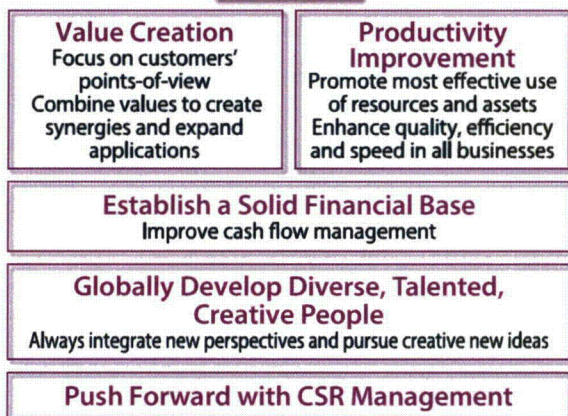 Value Creation
Focus on customers'
points-of-view
Combine values to create
synergies and expand
applications
Productivity
Improvement
Promote most effective use
of resources and assets
Enhance quality, efficiency
and speed in all businesses
Establish a Solid Financial Base
Improve cash flow management
Globally Develop Diverse, Talented,
Creative People
Always integrate new perspectives and pursue creative new ideas
Push Forward with CSR Management